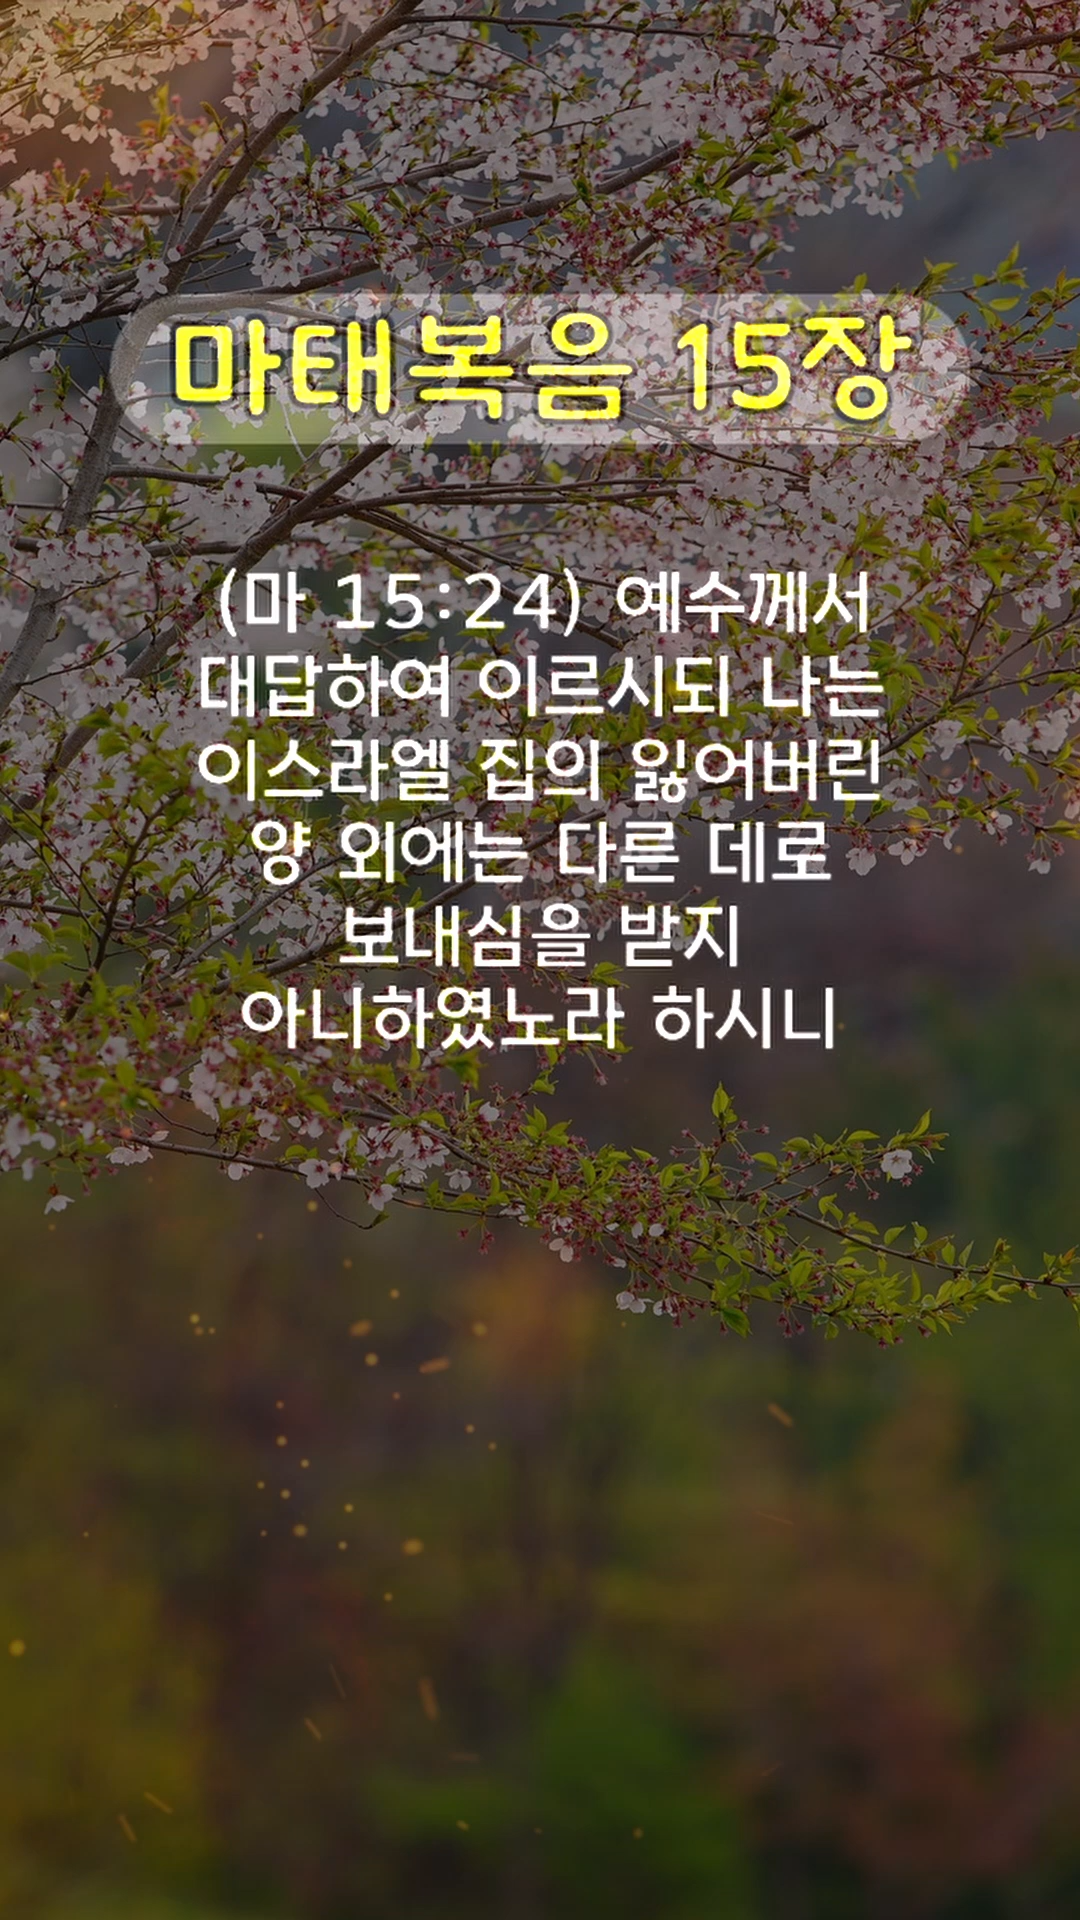 마태복음 15장
(마 15:24) 예수께서
대답하여 이르시되 나는
이스라엘 집의 잃어버린
양 외에는 다른 데로
보내심을 받지
아니하였노라 하시니